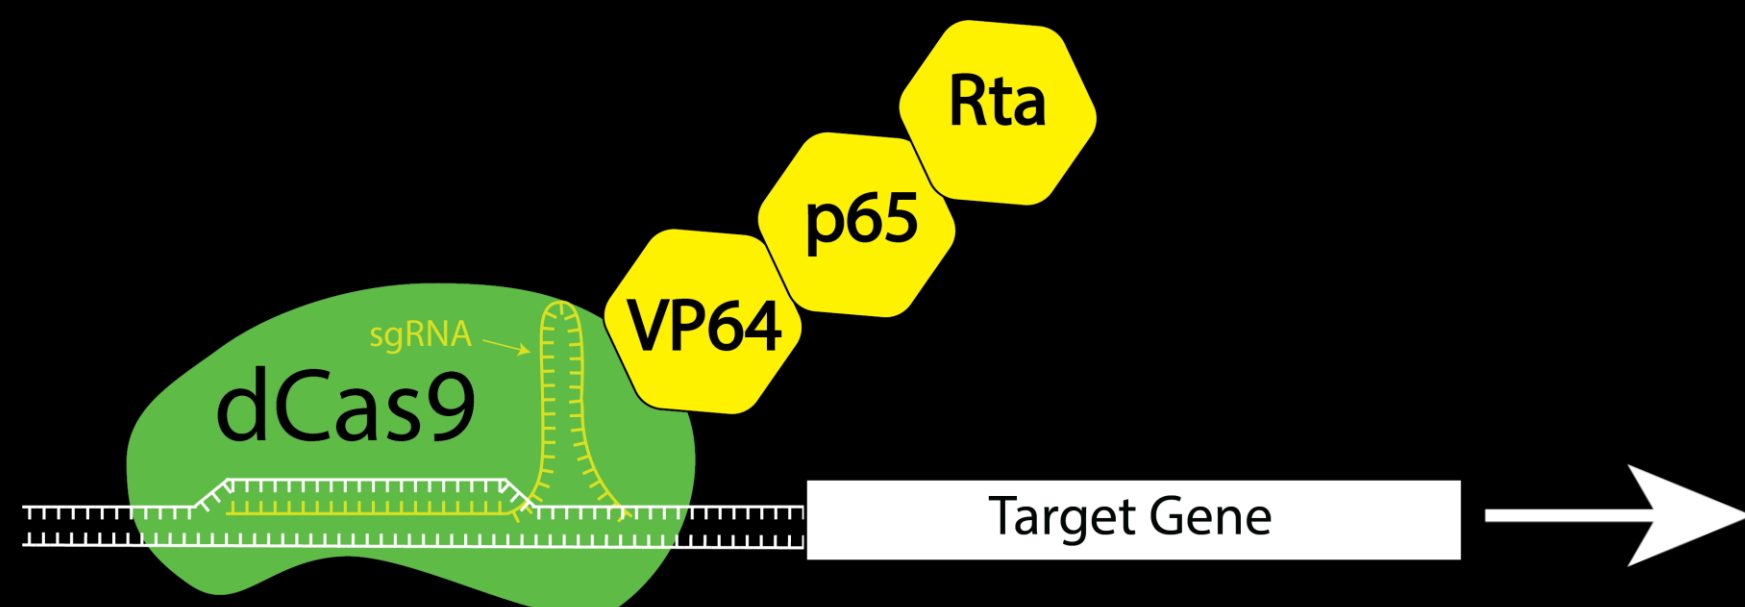 Rta
p65
VP64
sgRNA
dCas9
Target Gene